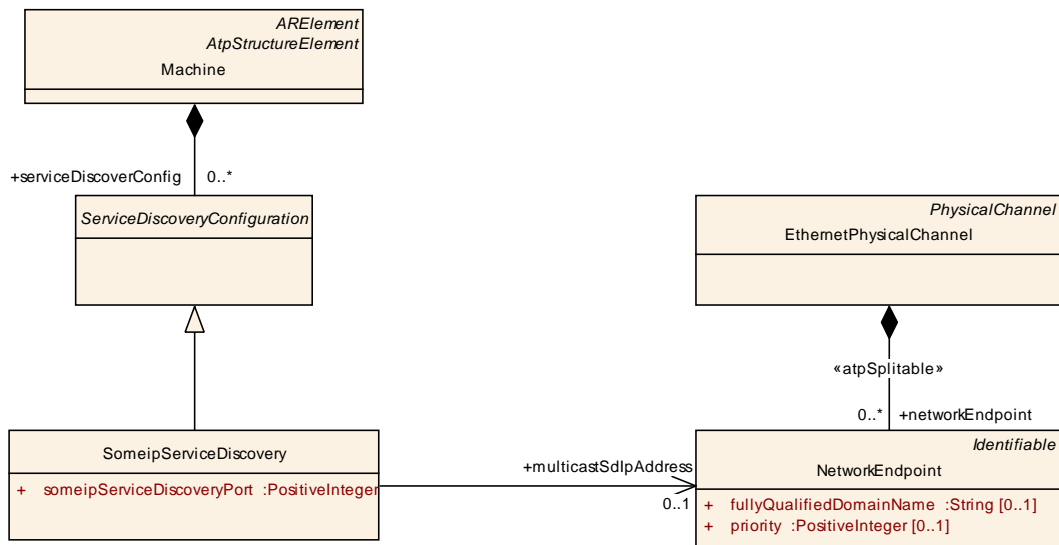 ARElement
AtpStructureElement
Machine
+serviceDiscoverConfig 0..*
ServiceDiscoveryConfiguration
PhysicalChannel
EthernetPhysicalChannel
«atpSplitable»
0..* +networkEndpoint
SomeipServiceDiscovery
+ someipServiceDiscoveryPort :PositiveInteger
+multicastSdIpAddress
0..1
Identifiable
NetworkEndpoint
+ fullyQualifiedDomainName :String [0..1]
+ priority :PositiveInteger [0..1]